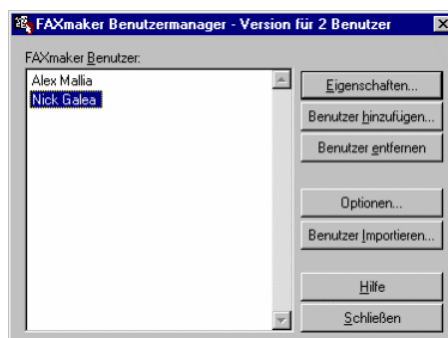 FAXmaker Benutzermanager - Version für 2 Benutzer
FAXmaker Benutzer:
Alex Mallia
Nick Galea
Eigenschaften...
Benutzer hinzufügen...
Benutzer entfernen
Optionen...
Benutzer Importieren...
Hilfe
Schließen